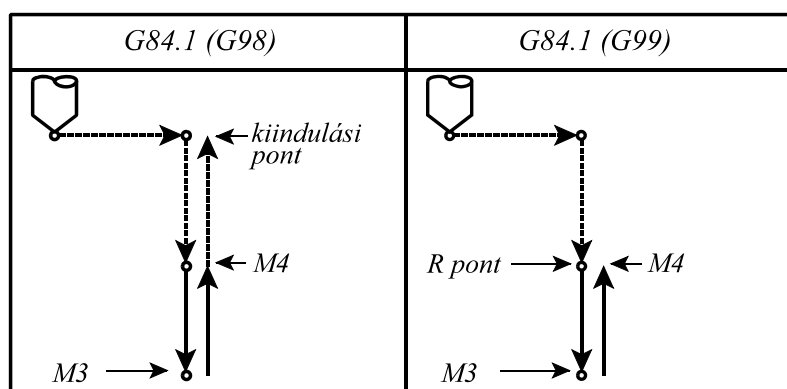 G84.1 (G98)
kiindulási
pont
M4
M3
G84.1 (G99)
R pont
M4
M3